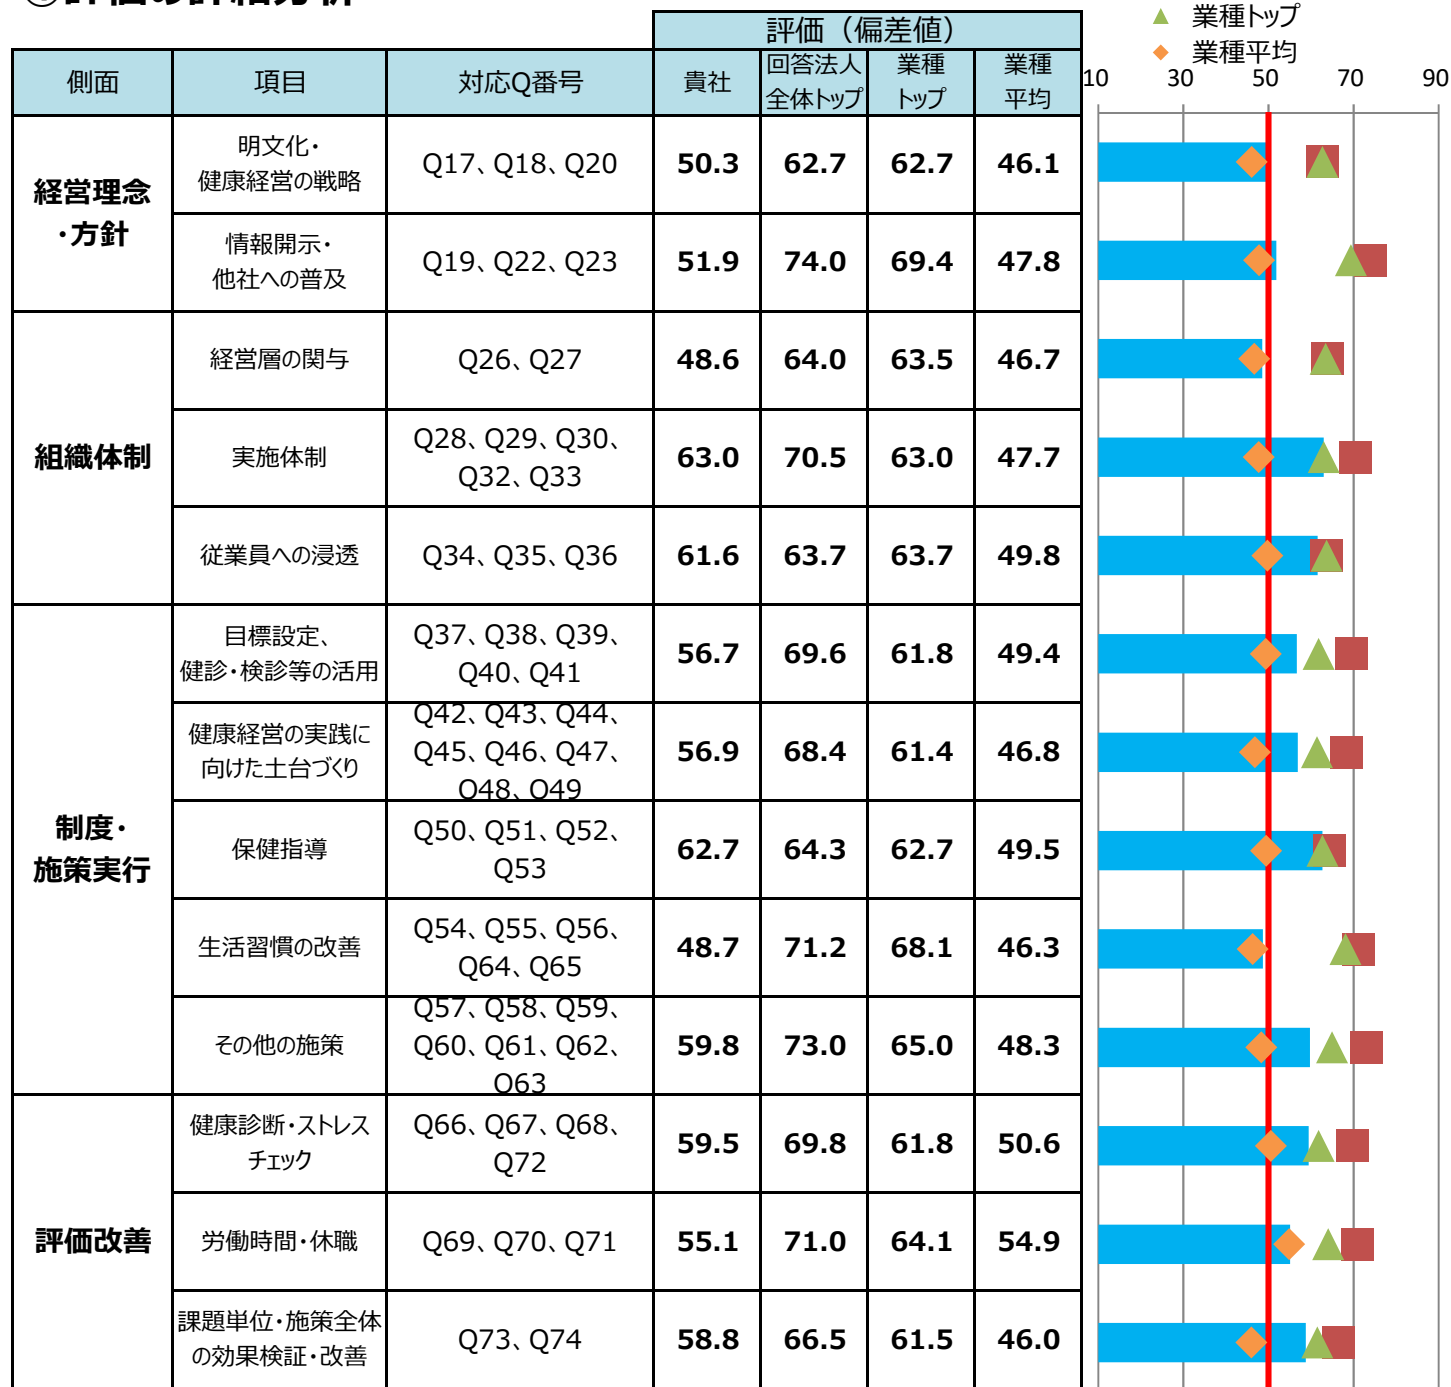 評価（偏差値）
▲ 業種トップ
◆ 業種平均
側面 項目 対応Q番号 貴社 回答法人 業種 業種
全体トップ トップ 平均
10 30 50 70 90
経営理念
・方針
明文化・
健康経営の戦略
Q17、Q18、Q20 50.3 62.7 62.7 46.1
情報開示・
他社への普及
Q19、Q22、Q23 51.9 74.0 69.4 47.8
組織体制
経営層の関与 Q26、Q27 48.6 64.0 63.5 46.7
実施体制
Q28、Q29、Q30、
Q32、Q33
63.0 70.5 63.0 47.7
従業員への浸透 Q34、Q35、Q36 61.6 63.7 63.7 49.8
制度・
施策実行
目標設定、
健診・検診等の活用
Q37、Q38、Q39、
Q40、Q41
56.7 69.6 61.8 49.4
健康経営の実践に
向けた土台づくり
Q42、Q43、Q44、
Q45、Q46、Q47、
Q48、Q49
56.9 68.4 61.4 46.8
保健指導
Q50、Q51、Q52、
Q53
62.7 64.3 62.7 49.5
生活習慣の改善
Q54、Q55、Q56、
Q64、Q65
48.7 71.2 68.1 46.3
その他の施策
Q57、Q58、Q59、
Q60、Q61、Q62、
Q63
59.8 73.0 65.0 48.3
評価改善
健康診断・ストレス
チェック
Q66、Q67、Q68、
Q72
59.5 69.8 61.8 50.6
労働時間・休職 Q69、Q70、Q71 55.1 71.0 64.1 54.9
課題単位・施策全体
の効果検証・改善
Q73、Q74 58.8 66.5 61.5 46.0